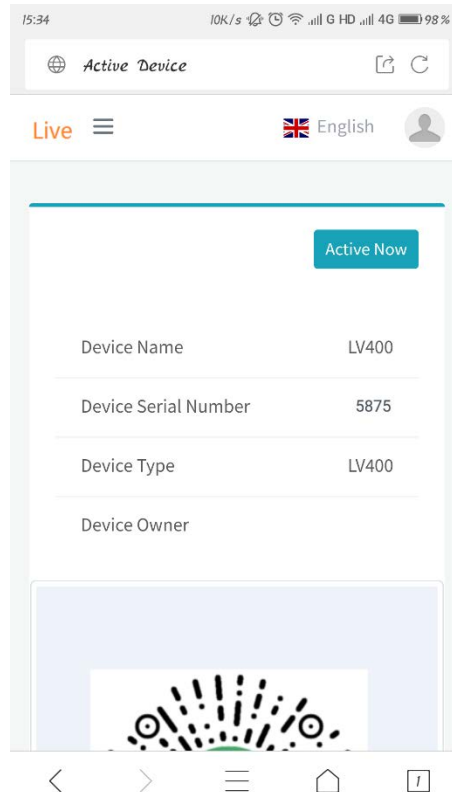 15:34 10K/s G HD 4G 98%
Active Device
Live English
Active Now
Device Name LV400
Device Serial Number 5875
Device Type LV400
Device Owner
1